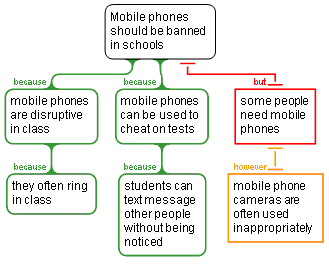 Mobile phones
should be banned
in schools
because
mobile phones
are disruptive
in class
because
mobile phones
can be used to
cheat on tests
but
some people
need mobile
phones
because
they often ring
in class
because
students can
text message
other people
without being
noticed
however
mobile phone
cameras are
often used
inappropriately